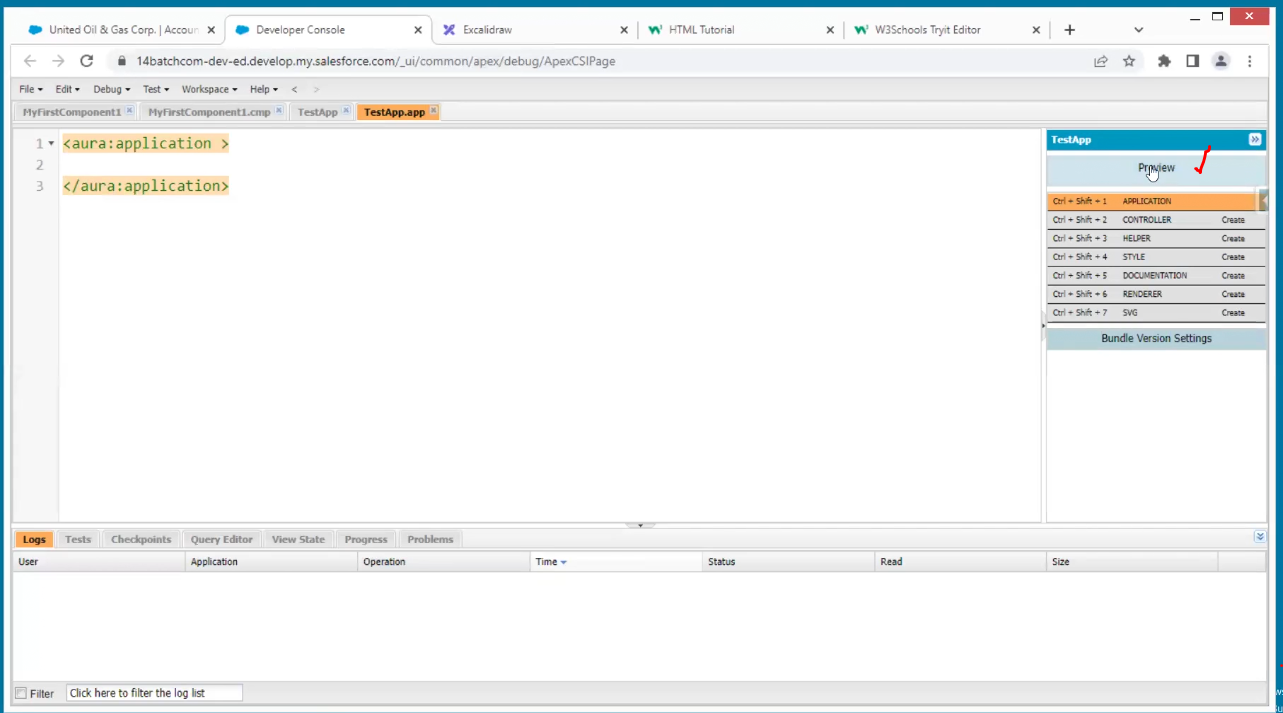 United Oil & Gas Corp. | Accoun
Developer Console
Excalidraw
HTML Tutorial
W3Schools Tryit Editor
14batchcom-dev-ed.develop.my.salesforce.com/_ui/common/apex/debug/ApexCSIPage
File Edit Debug Test Workspace Help < >
MyFirstComponent1 MyFirstComponent1.cmp TestApp TestApp.app
1 <aura:application >
2
3 </aura:application>
TestApp
Preview
Ctrl + Shift + 1 APPLICATION
Ctrl + Shift + 2 CONTROLLER Create
Ctrl + Shift + 3 HELPER Create
Ctrl + Shift + 4 STYLE Create
Ctrl + Shift + 5 DOCUMENTATION Create
Ctrl + Shift + 6 RENDERER Create
Ctrl + Shift + 7 SVG Create
Bundle Version Settings
Logs Tests Checkpoints Query Editor View State Progress Problems
User Application Operation Time Status Read Size
Filter Click here to filter the log list